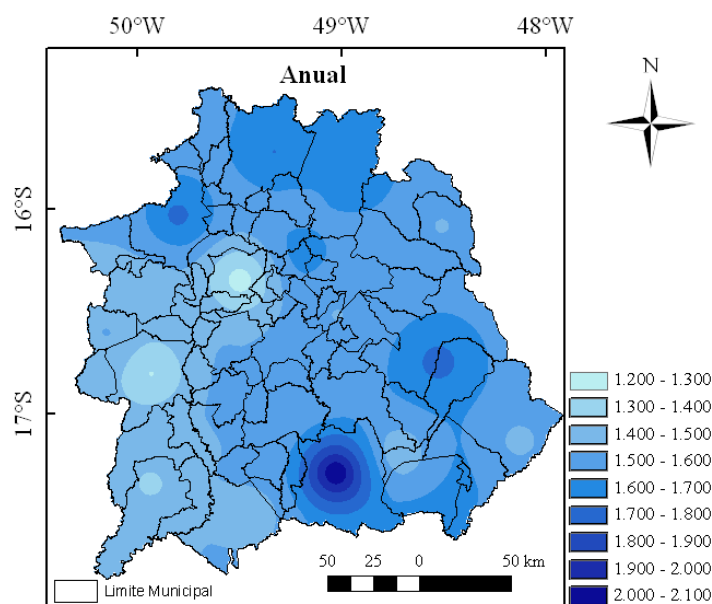 50°W 49°W 48°W
Anual
N
16°S
17°S
1.200 - 1.300
1.300 - 1.400
1.400 - 1.500
1.500 - 1.600
1.600 - 1.700
1.700 - 1.800
1.800 - 1.900
1.900 - 2.000
2.000 - 2.100
50 25 0 50 km
Limite Municipal